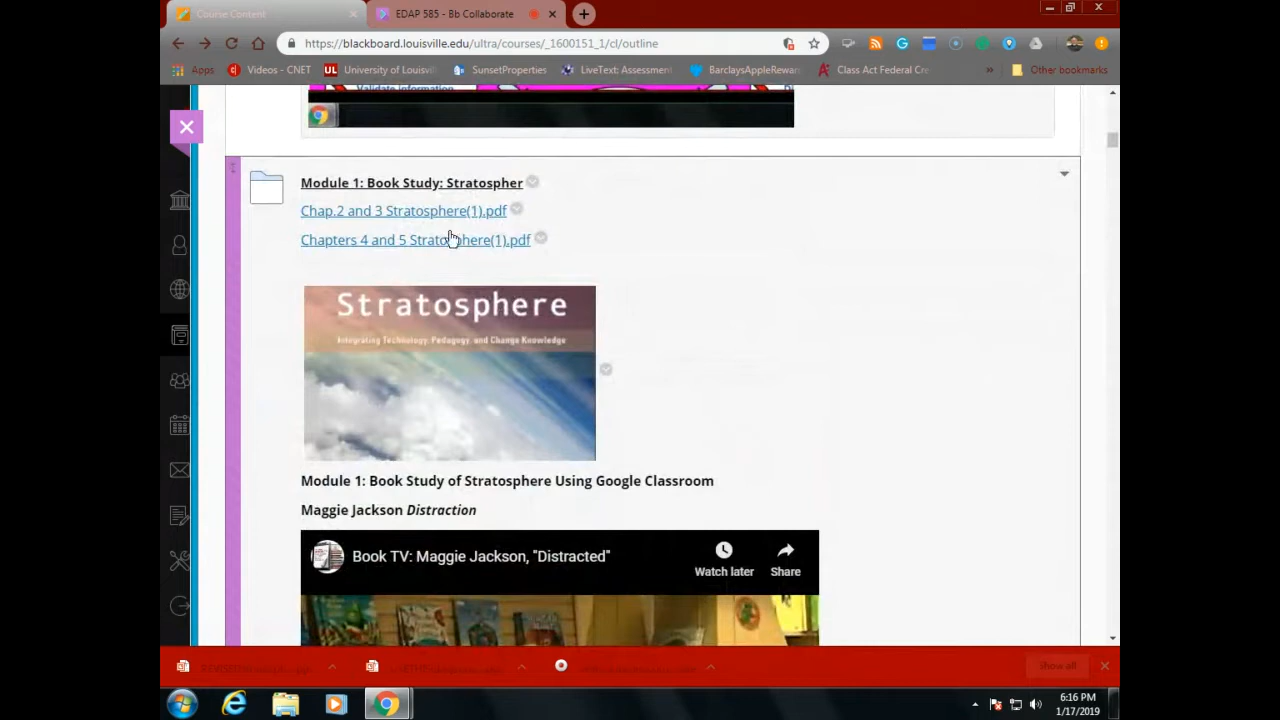 Course Content
EDAP 585 - Bb Collaborate
https://blackboard.louisville.edu/ultra/courses/_1600151_1/cl/outline
Apps
Videos - CNET
University of Louisvil
SunsetProperties
LiveText: Assessment
BarclaysAppleRewar
Class Act Federal Cre
»
Other bookmarks
Validate information
Module 1: Book Study: Stratospher
Chap.2 and 3 Stratosphere(1).pdf
Chapters 4 and 5 Stratosphere(1).pdf
Stratosphere
Integrating Technology, Pedagogy, and Change Knowledge
Module 1: Book Study of Stratosphere Using Google Classroom
Maggie Jackson Distraction
Book TV: Maggie Jackson, "Distracted"
Watch later
Share
Show all
6:16 PM
1/17/2019